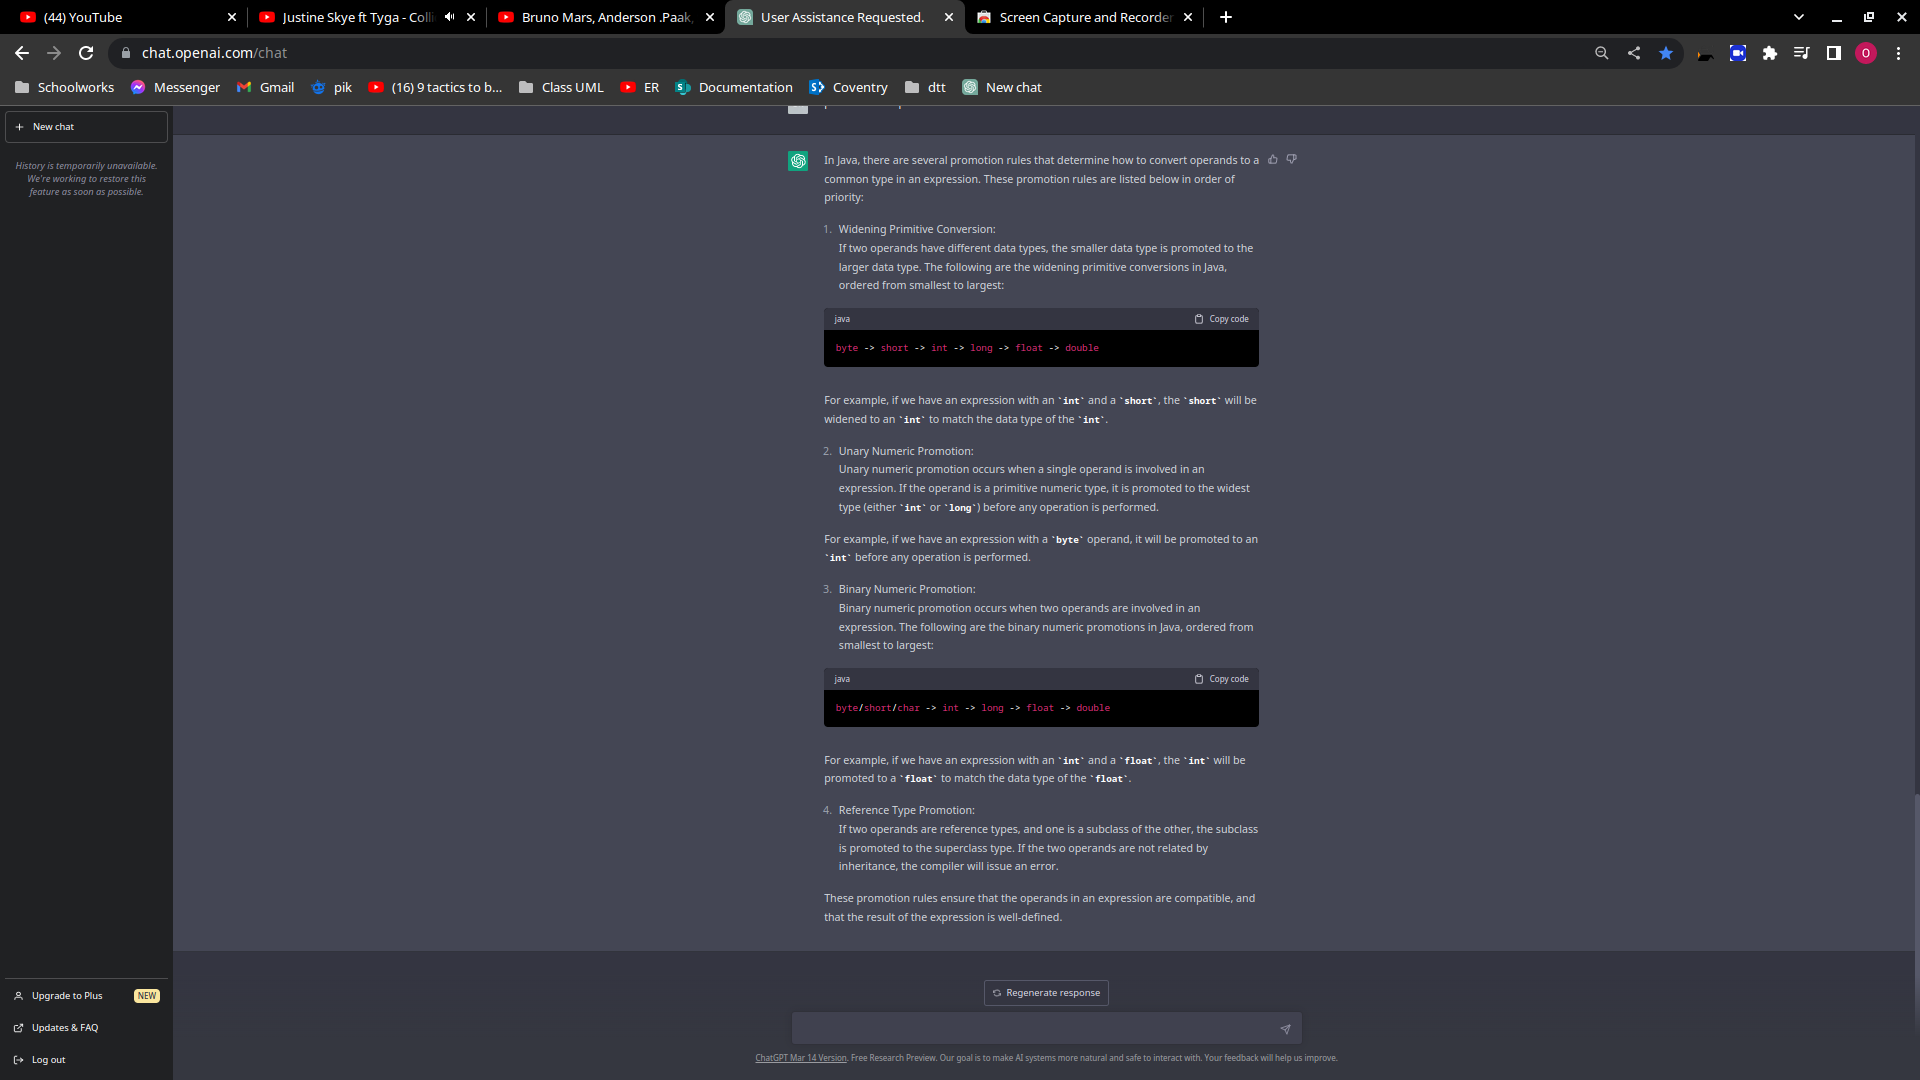 (44) YouTube
Justine Skye ft Tyga - Colli
Bruno Mars, Anderson .Paak,
User Assistance Requested.
Screen Capture and Recorder
chat.openai.com/chat
O
Schoolworks
Messenger
Gmail
pik
(16) 9 tactics to b...
Class UML
ER
Documentation
Coventry
dtt
New chat
New chat
History is temporarily unavailable.
We're working to restore this
feature as soon as possible.
In Java, there are several promotion rules that determine how to convert operands to a
common type in an expression. These promotion rules are listed below in order of
priority:
1. Widening Primitive Conversion:
If two operands have different data types, the smaller data type is promoted to the
larger data type. The following are the widening primitive conversions in Java,
ordered from smallest to largest:
java
Copy code
byte -> short -> int -> long -> float -> double
For example, if we have an expression with an `int` and a `short`, the `short` will be
widened to an `int` to match the data type of the `int`.
2. Unary Numeric Promotion:
Unary numeric promotion occurs when a single operand is involved in an
expression. If the operand is a primitive numeric type, it is promoted to the widest
type (either `int` or `long`) before any operation is performed.
For example, if we have an expression with a `byte` operand, it will be promoted to an
`int` before any operation is performed.
3. Binary Numeric Promotion:
Binary numeric promotion occurs when two operands are involved in an
expression. The following are the binary numeric promotions in Java, ordered from
smallest to largest:
java
Copy code
byte/short/char -> int -> long -> float -> double
For example, if we have an expression with an `int` and a `float`, the `int` will be
promoted to a `float` to match the data type of the `float`.
4. Reference Type Promotion:
If two operands are reference types, and one is a subclass of the other, the subclass
is promoted to the superclass type. If the two operands are not related by
inheritance, the compiler will issue an error.
These promotion rules ensure that the operands in an expression are compatible, and
that the result of the expression is well-defined.
Upgrade to Plus
NEW
Updates & FAQ
Log out
Regenerate response
ChatGPT Mar 14 Version. Free Research Preview. Our goal is to make AI systems more natural and safe to interact with. Your feedback will help us improve.